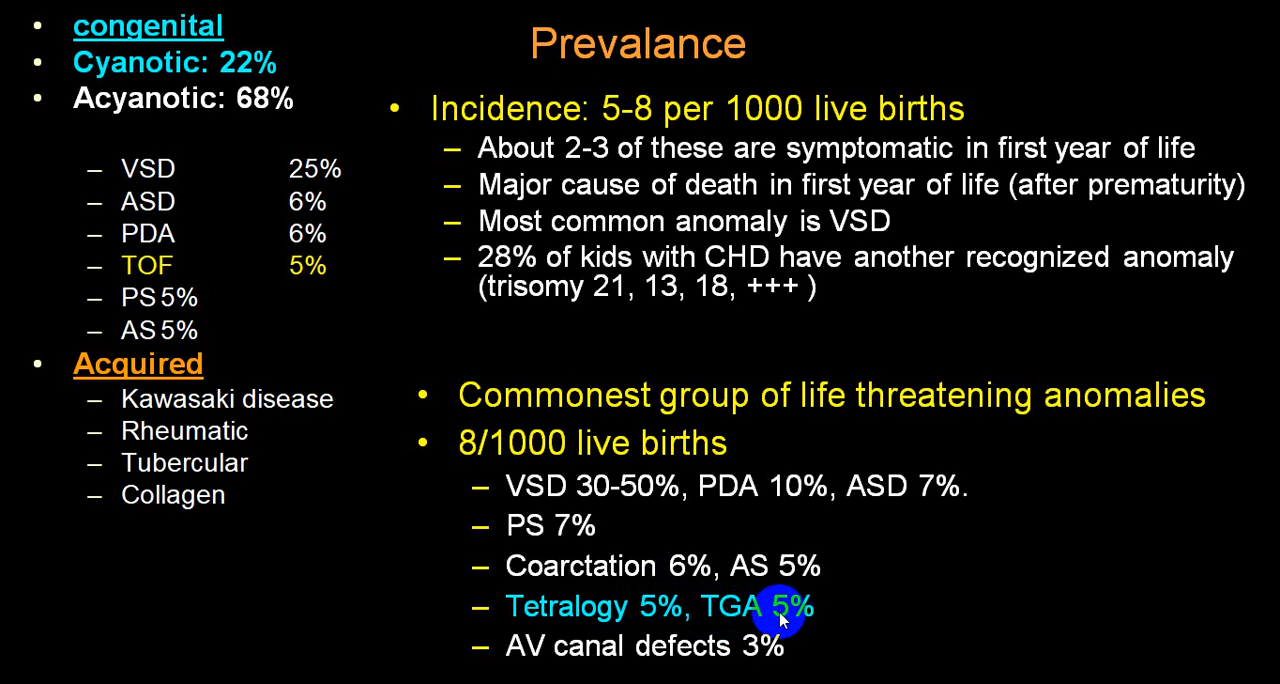 • congenital
• Cyanotic: 22%
• Acyanotic: 68%
– VSD 25%
– ASD 6%
– PDA 6%
– TOF 5%
– PS 5%
– AS 5%
• Acquired
– Kawasaki disease
– Rheumatic
– Tubercular
– Collagen
Prevalance
• Incidence: 5-8 per 1000 live births
– About 2-3 of these are symptomatic in first year of life
– Major cause of death in first year of life (after prematurity)
– Most common anomaly is VSD
– 28% of kids with CHD have another recognized anomaly
(trisomy 21, 13, 18, +++ )
• Commonest group of life threatening anomalies
• 8/1000 live births
– VSD 30-50%, PDA 10%, ASD 7%.
– PS 7%
– Coarctation 6%, AS 5%
– Tetralogy 5%, TGA 5%
– AV canal defects 3%